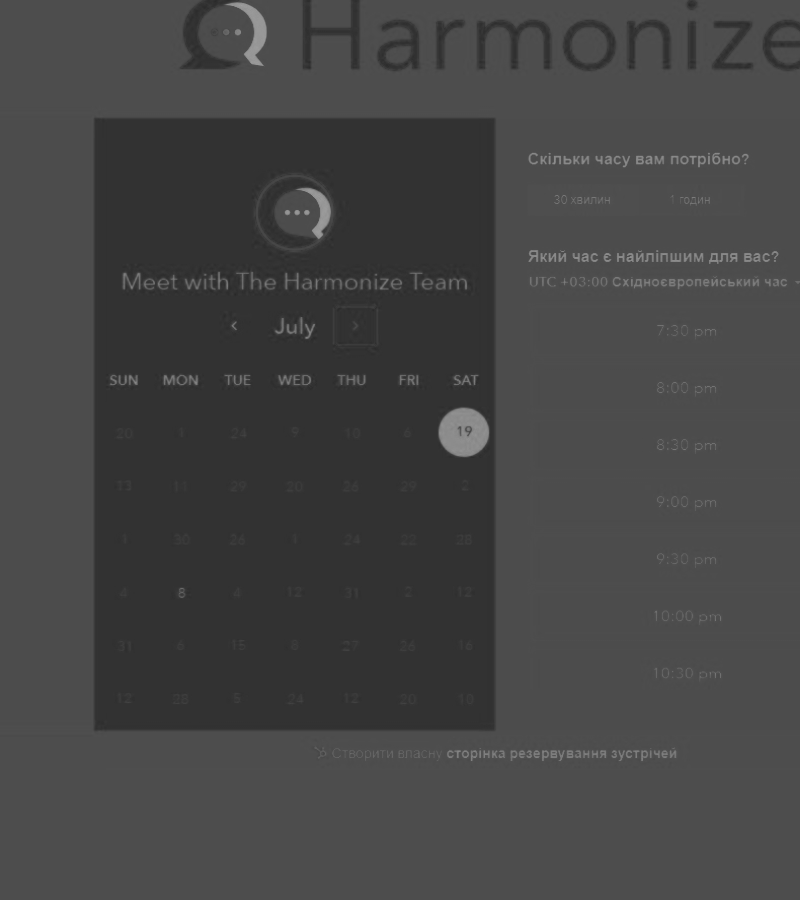 Harmonize
Meet with The Harmonize Team
July
SUN MON TUE WED THU FRI SAT
20 1 24 9 10 6 19
13 11 29 20 26 29 2
1 30 26 1 24 22 28
4 8 4 12 31 2 12
31 6 15 8 27 26 16
12 28 5 24 12 20 10
Скільки часу вам потрібно?
30 хвилин 1 годин
Який час є найліпшим для вас?
UTC +03:00 Східноєвропейський час
7:30 pm
8:00 pm
8:30 pm
9:00 pm
9:30 pm
10:00 pm
10:30 pm
Створити власну сторінка резервування зустрічей